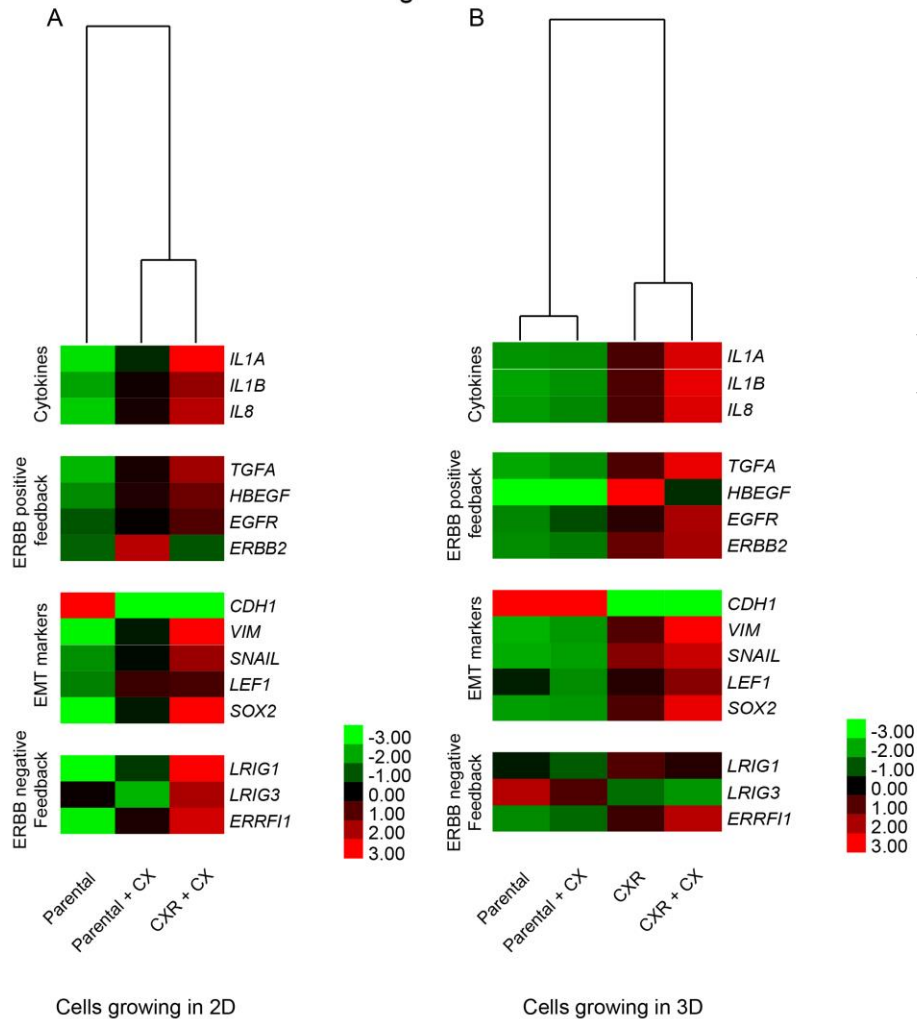 A
Cytokines
IL1A
IL1B
IL8
ERBB positive
feedback
TGFA
HBEGF
EGFR
ERBB2
EMT markers
CDH1
VIM
SNAIL
LEF1
SOX2
ERBB negative
Feedback
LRIG1
LRIG3
ERRFI1
-3.00
-2.00
-1.00
0.00
1.00
2.00
3.00
Parental
Parental + CX
CXR + CX
Cells growing in 2D
B
Cytokines
IL1A
IL1B
IL8
ERBB positive
feedback
TGFA
HBEGF
EGFR
ERBB2
EMT markers
CDH1
VIM
SNAIL
LEF1
SOX2
ERBB negative
Feedback
LRIG1
LRIG3
ERRFI1
-3.00
-2.00
-1.00
0.00
1.00
2.00
3.00
Parental
Parental + CX
CXR
CXR + CX
Cells growing in 3D